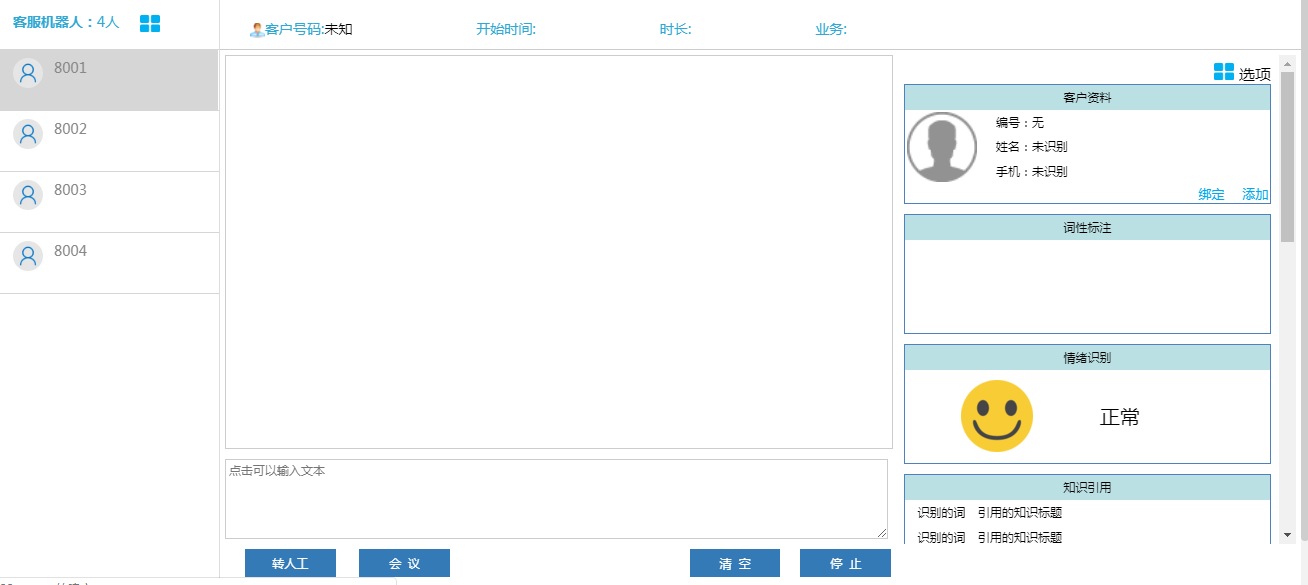 客服机器人：4人
客户号码:未知 开始时间: 时长: 业务:
8001
8002
8003
8004
点击可以输入文本
转人工 会 议 清 空 停 止
选项
客户资料
编号：无
姓名：未识别
手机：未识别
绑定 添加
词性标注
情绪识别
正常
知识引用
识别的词 引用的知识标题
识别的词 引用的知识标题